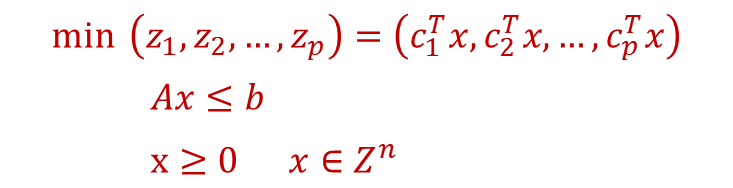 min (z₁, z₂, …, zₚ) = (c₁ᵀx, c₂ᵀx, …, cₚᵀx)
Ax ≤ b
x ≥ 0 x ∈ Zⁿ